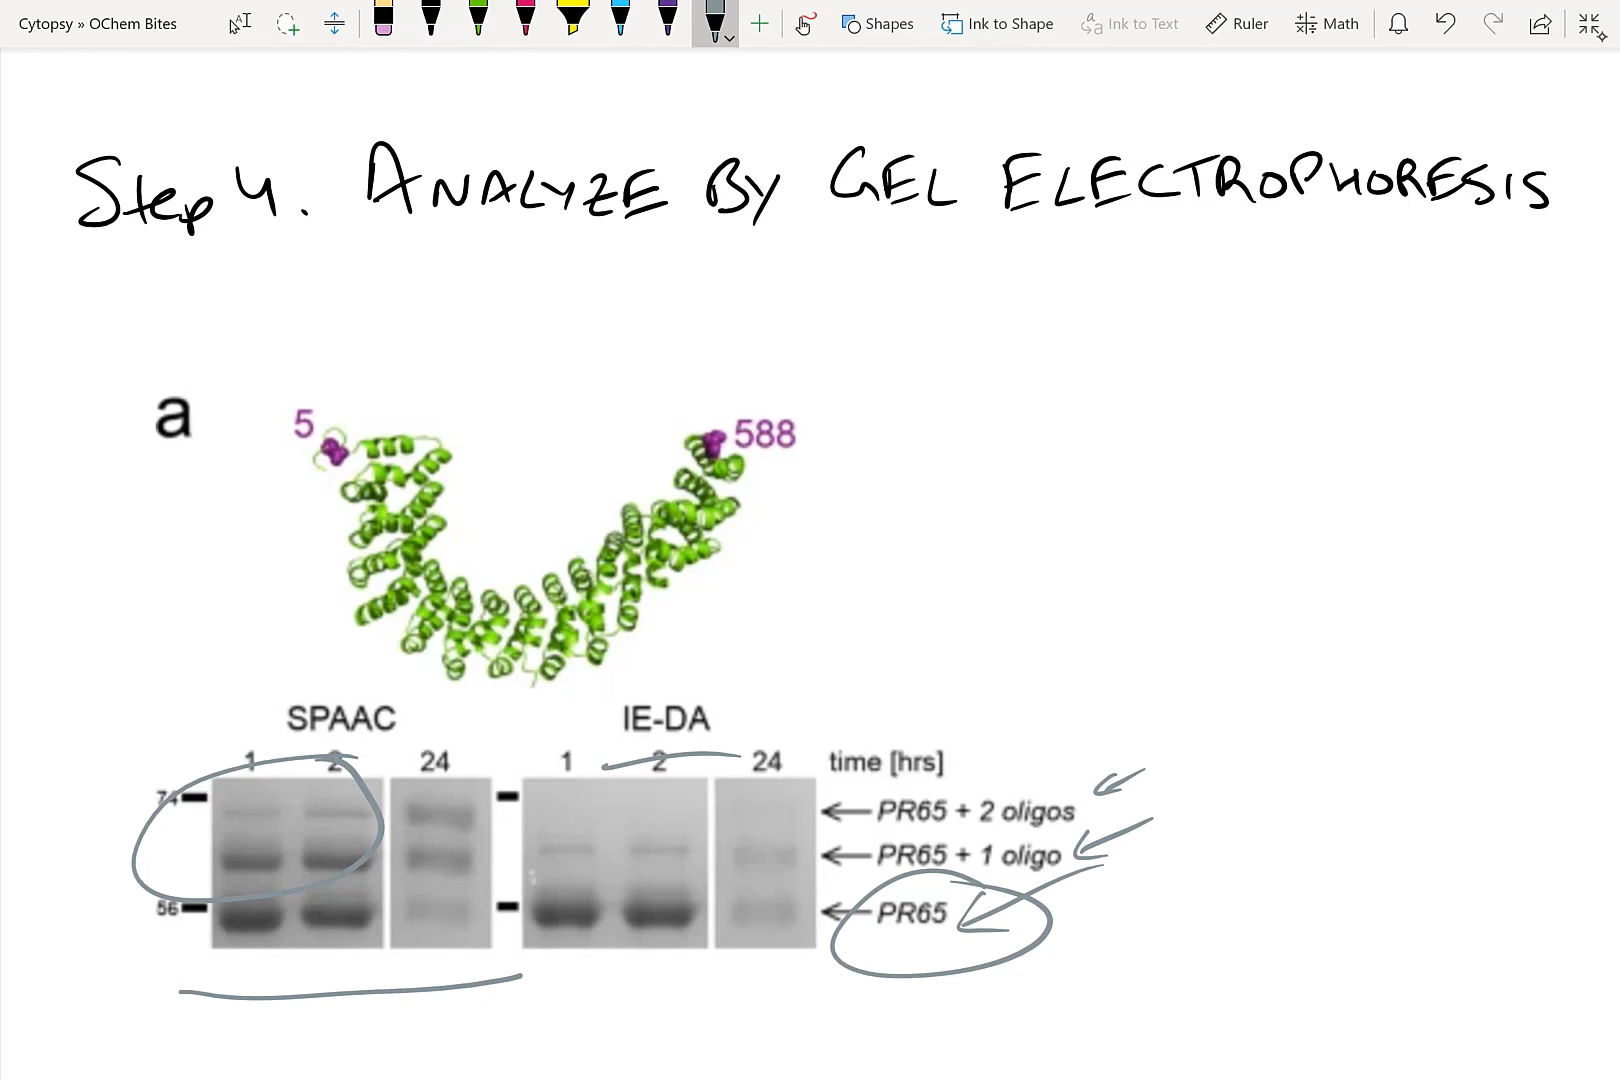 Cytopsy » OChem Bites Shapes Ink to Shape Ink to Text Ruler Math
Step 4. ANALYZE BY GEL ELECTROPHORESIS
a
5
588
SPAAC IE-DA
1 2 24 1 2 24 time [hrs]
74
PR65 + 2 oligos
PR65 + 1 oligo
56
PR65